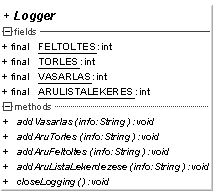 + Logger
fields
+ final FELTOLTES : int
+ final TORLES : int
+ final VASARLAS : int
+ final ARULISTALEKERES : int
methods
+ addVasarlas (info: String ) : void
+ addAruTorles (info: String ) : void
+ addAruFeltoltes (info: String ) : void
+ addAruListaLekerdezese (info: String ) : void
+ closeLogging () : void